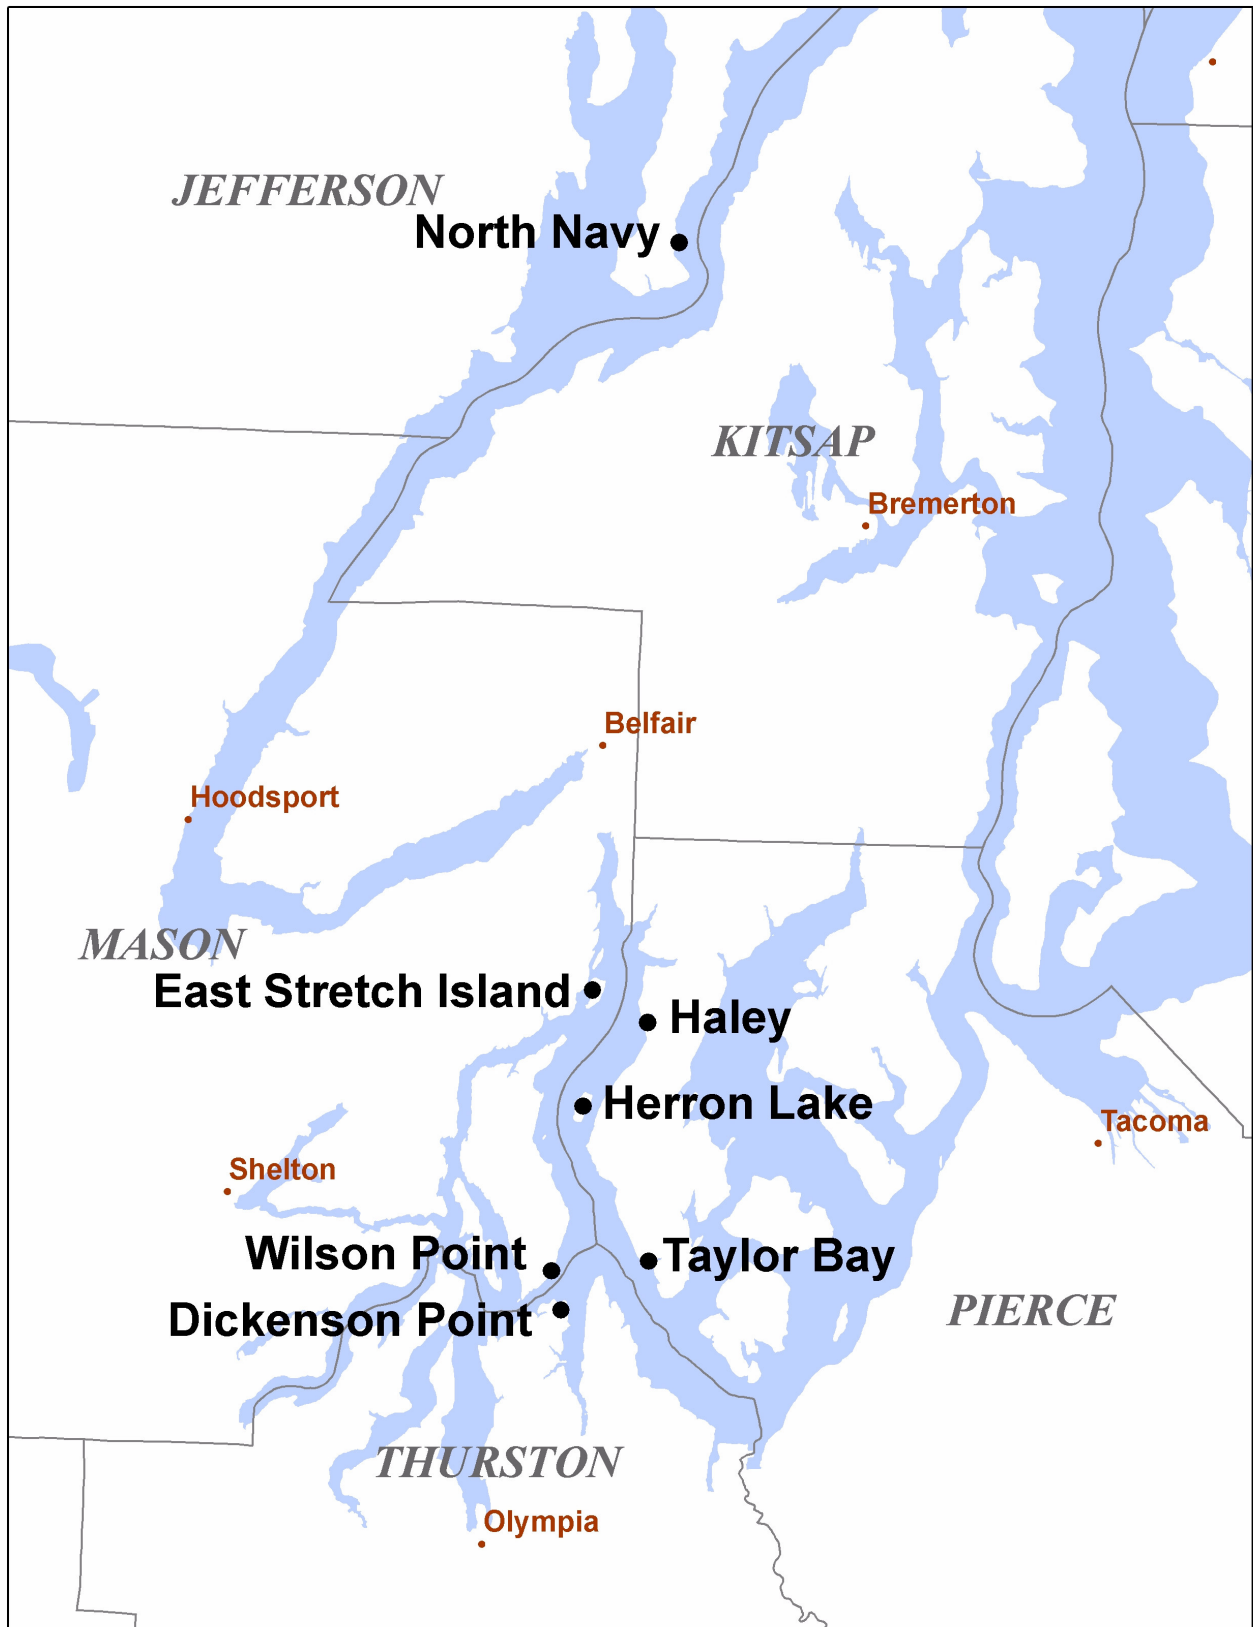 JEFFERSON
North Navy
KITSAP
Bremerton
Belfair
Hoodsport
MASON
East Stretch Island
Haley
Herron Lake
Tacoma
Shelton
Wilson Point
Taylor Bay
Dickenson Point
PIERCE
THURSTON
Olympia